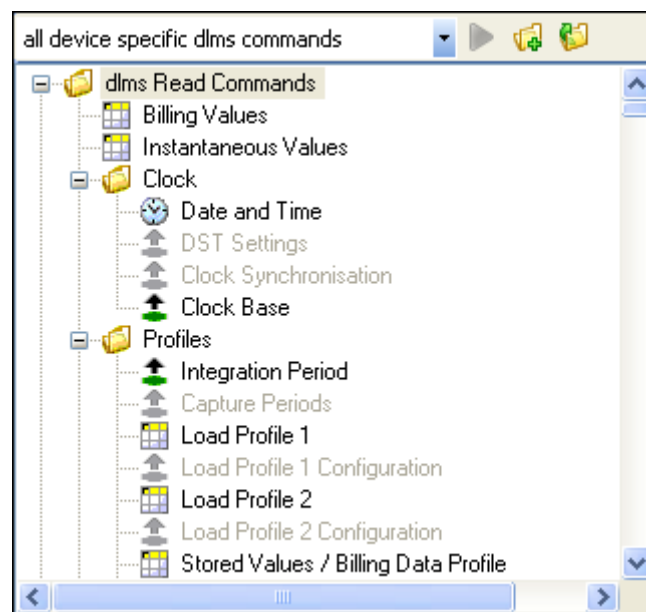 all device specific dlms commands
dlms Read Commands
Billing Values
Instantaneous Values
Clock
Date and Time
DST Settings
Clock Synchronisation
Clock Base
Profiles
Integration Period
Capture Periods
Load Profile 1
Load Profile 1 Configuration
Load Profile 2
Load Profile 2 Configuration
Stored Values / Billing Data Profile